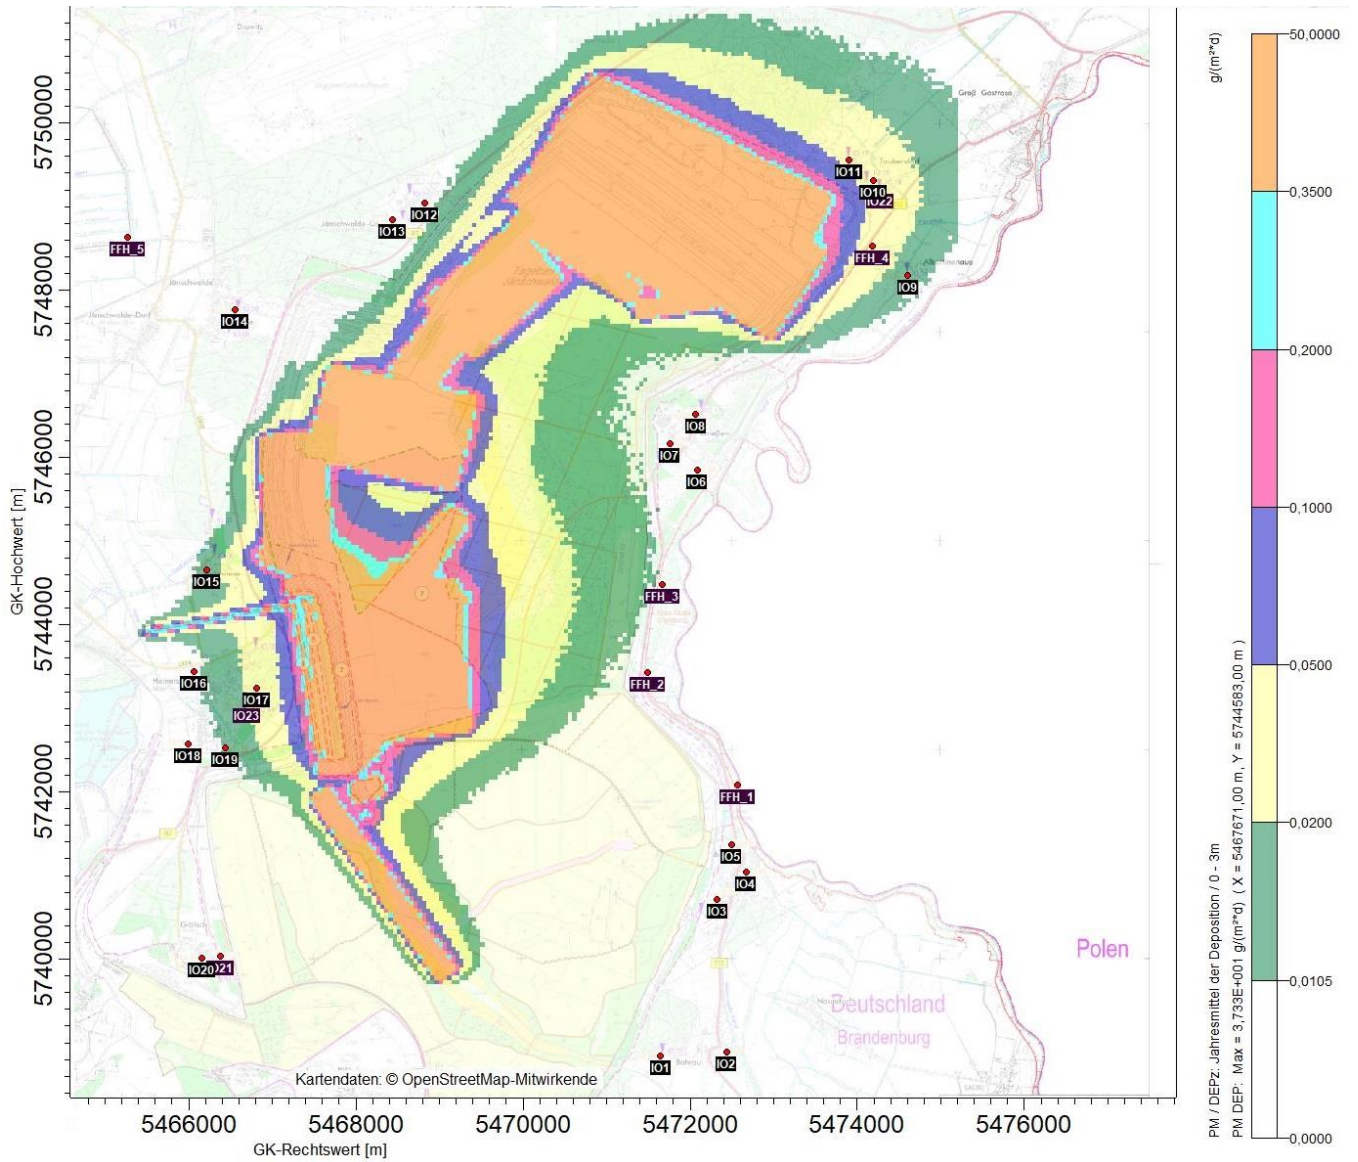 g/(m²*d)
50,0000
0,3500
0,2000
0,1000
0,0500
0,0200
0,0105
0,0000
PM / DEPz: Jahresmittel der Deposition / 0 - 3m
PM DEP: Max = 3,733E+001 g/(m²*d) ( X = 5467671,00 m, Y = 5744583,00 m )
GK-Hochwert [m]
5750000
5748000
5746000
5744000
5742000
5740000
Groß Gastrose
IO11
IO10
IO22
IO12
IO13
FFH_5
FFH_4
IO9
Jänschwalde
IO14
Jänschwalde-Dorf
IO8
IO7
IO6
IO15
FFH_3
IO16
IO17
IO23
FFH_2
IO18
IO19
FFH_1
IO5
IO4
IO3
IO20
Polen
Deutschland
Brandenburg
IO1
IO2
Kartendaten: © OpenStreetMap-Mitwirkende
5466000
5468000
5470000
5472000
5474000
5476000
GK-Rechtswert [m]